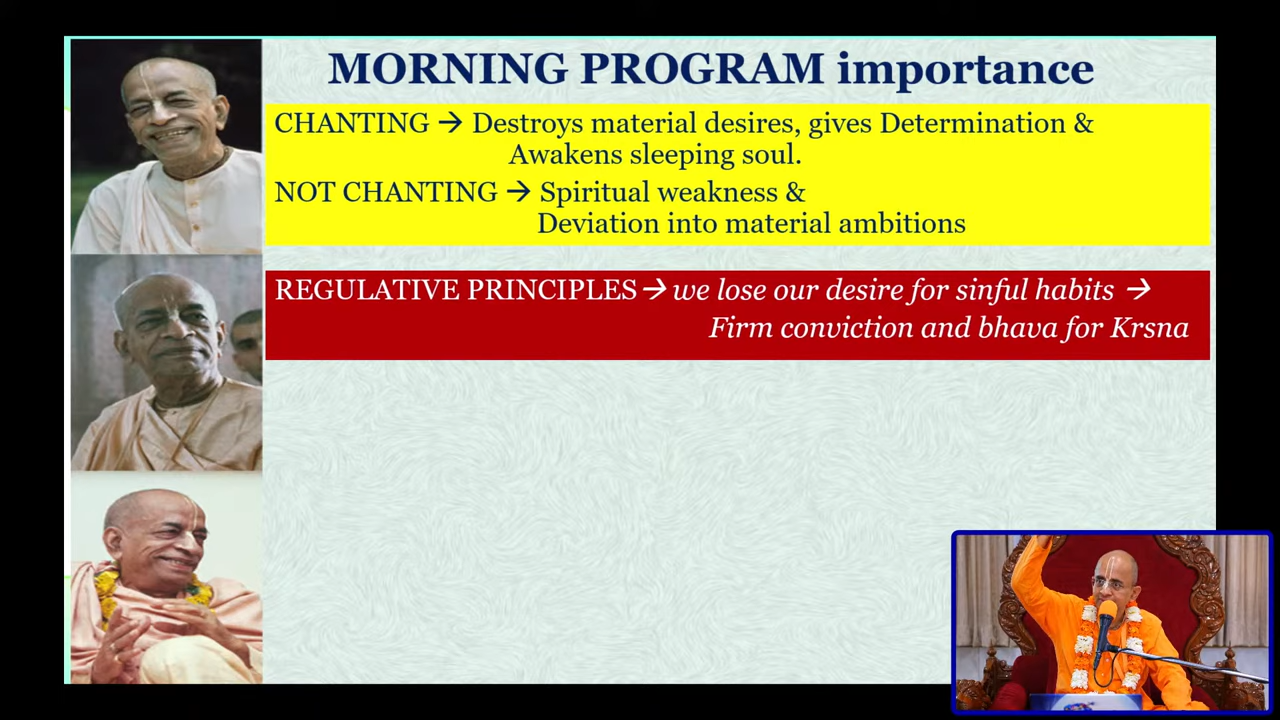 MORNING PROGRAM importance
CHANTING → Destroys material desires, gives Determination &
Awakens sleeping soul.
NOT CHANTING → Spiritual weakness &
Deviation into material ambitions
REGULATIVE PRINCIPLES → we lose our desire for sinful habits →
Firm conviction and bhava for Krsna